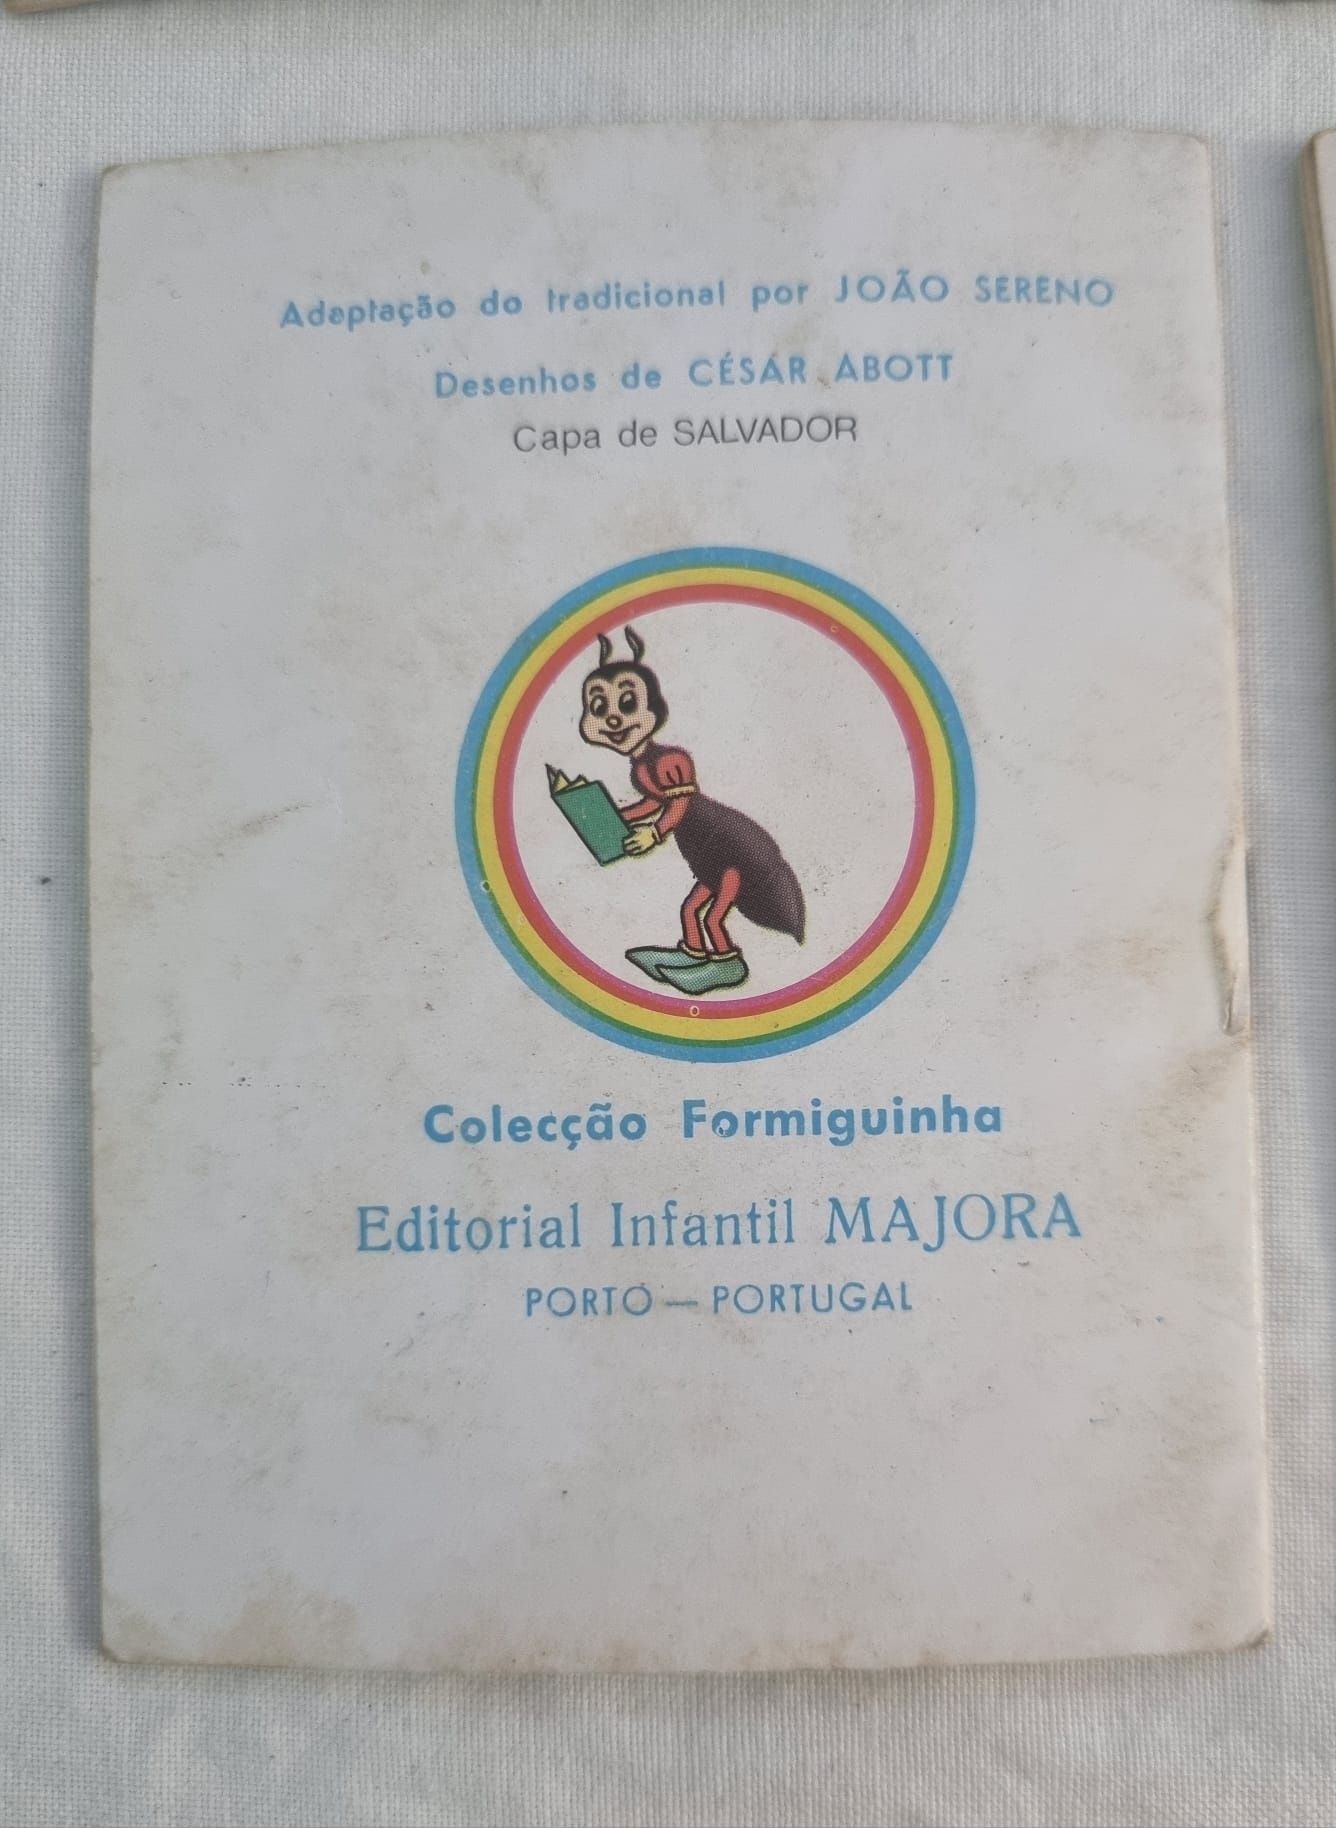 Adaptação do tradicional por JOÃO SERENO
Desenhos de CÉSAR ABOTT
Capa de SALVADOR
Colecção Formiguinha
Editorial Infantil MAJORA
PORTO — PORTUGAL